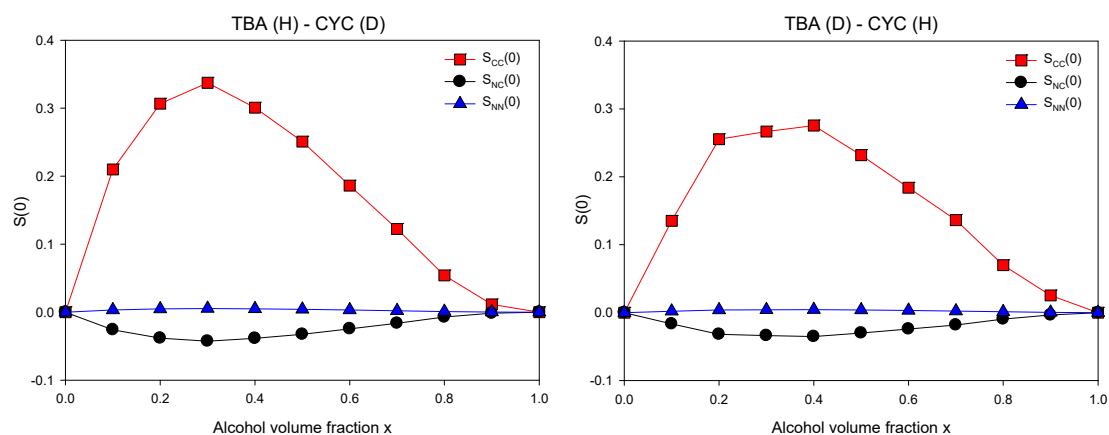 TBA (H) - CYC (D)
0.4
0.3
0.2
0.1
0.0
-0.1
S(0)
S_CC(0)
S_NC(0)
S_NN(0)
0.0 0.2 0.4 0.6 0.8 1.0
Alcohol volume fraction x
TBA (D) - CYC (H)
0.4
0.3
0.2
0.1
0.0
-0.1
S(0)
S_CC(0)
S_NC(0)
S_NN(0)
0.0 0.2 0.4 0.6 0.8 1.0
Alcohol volume fraction x